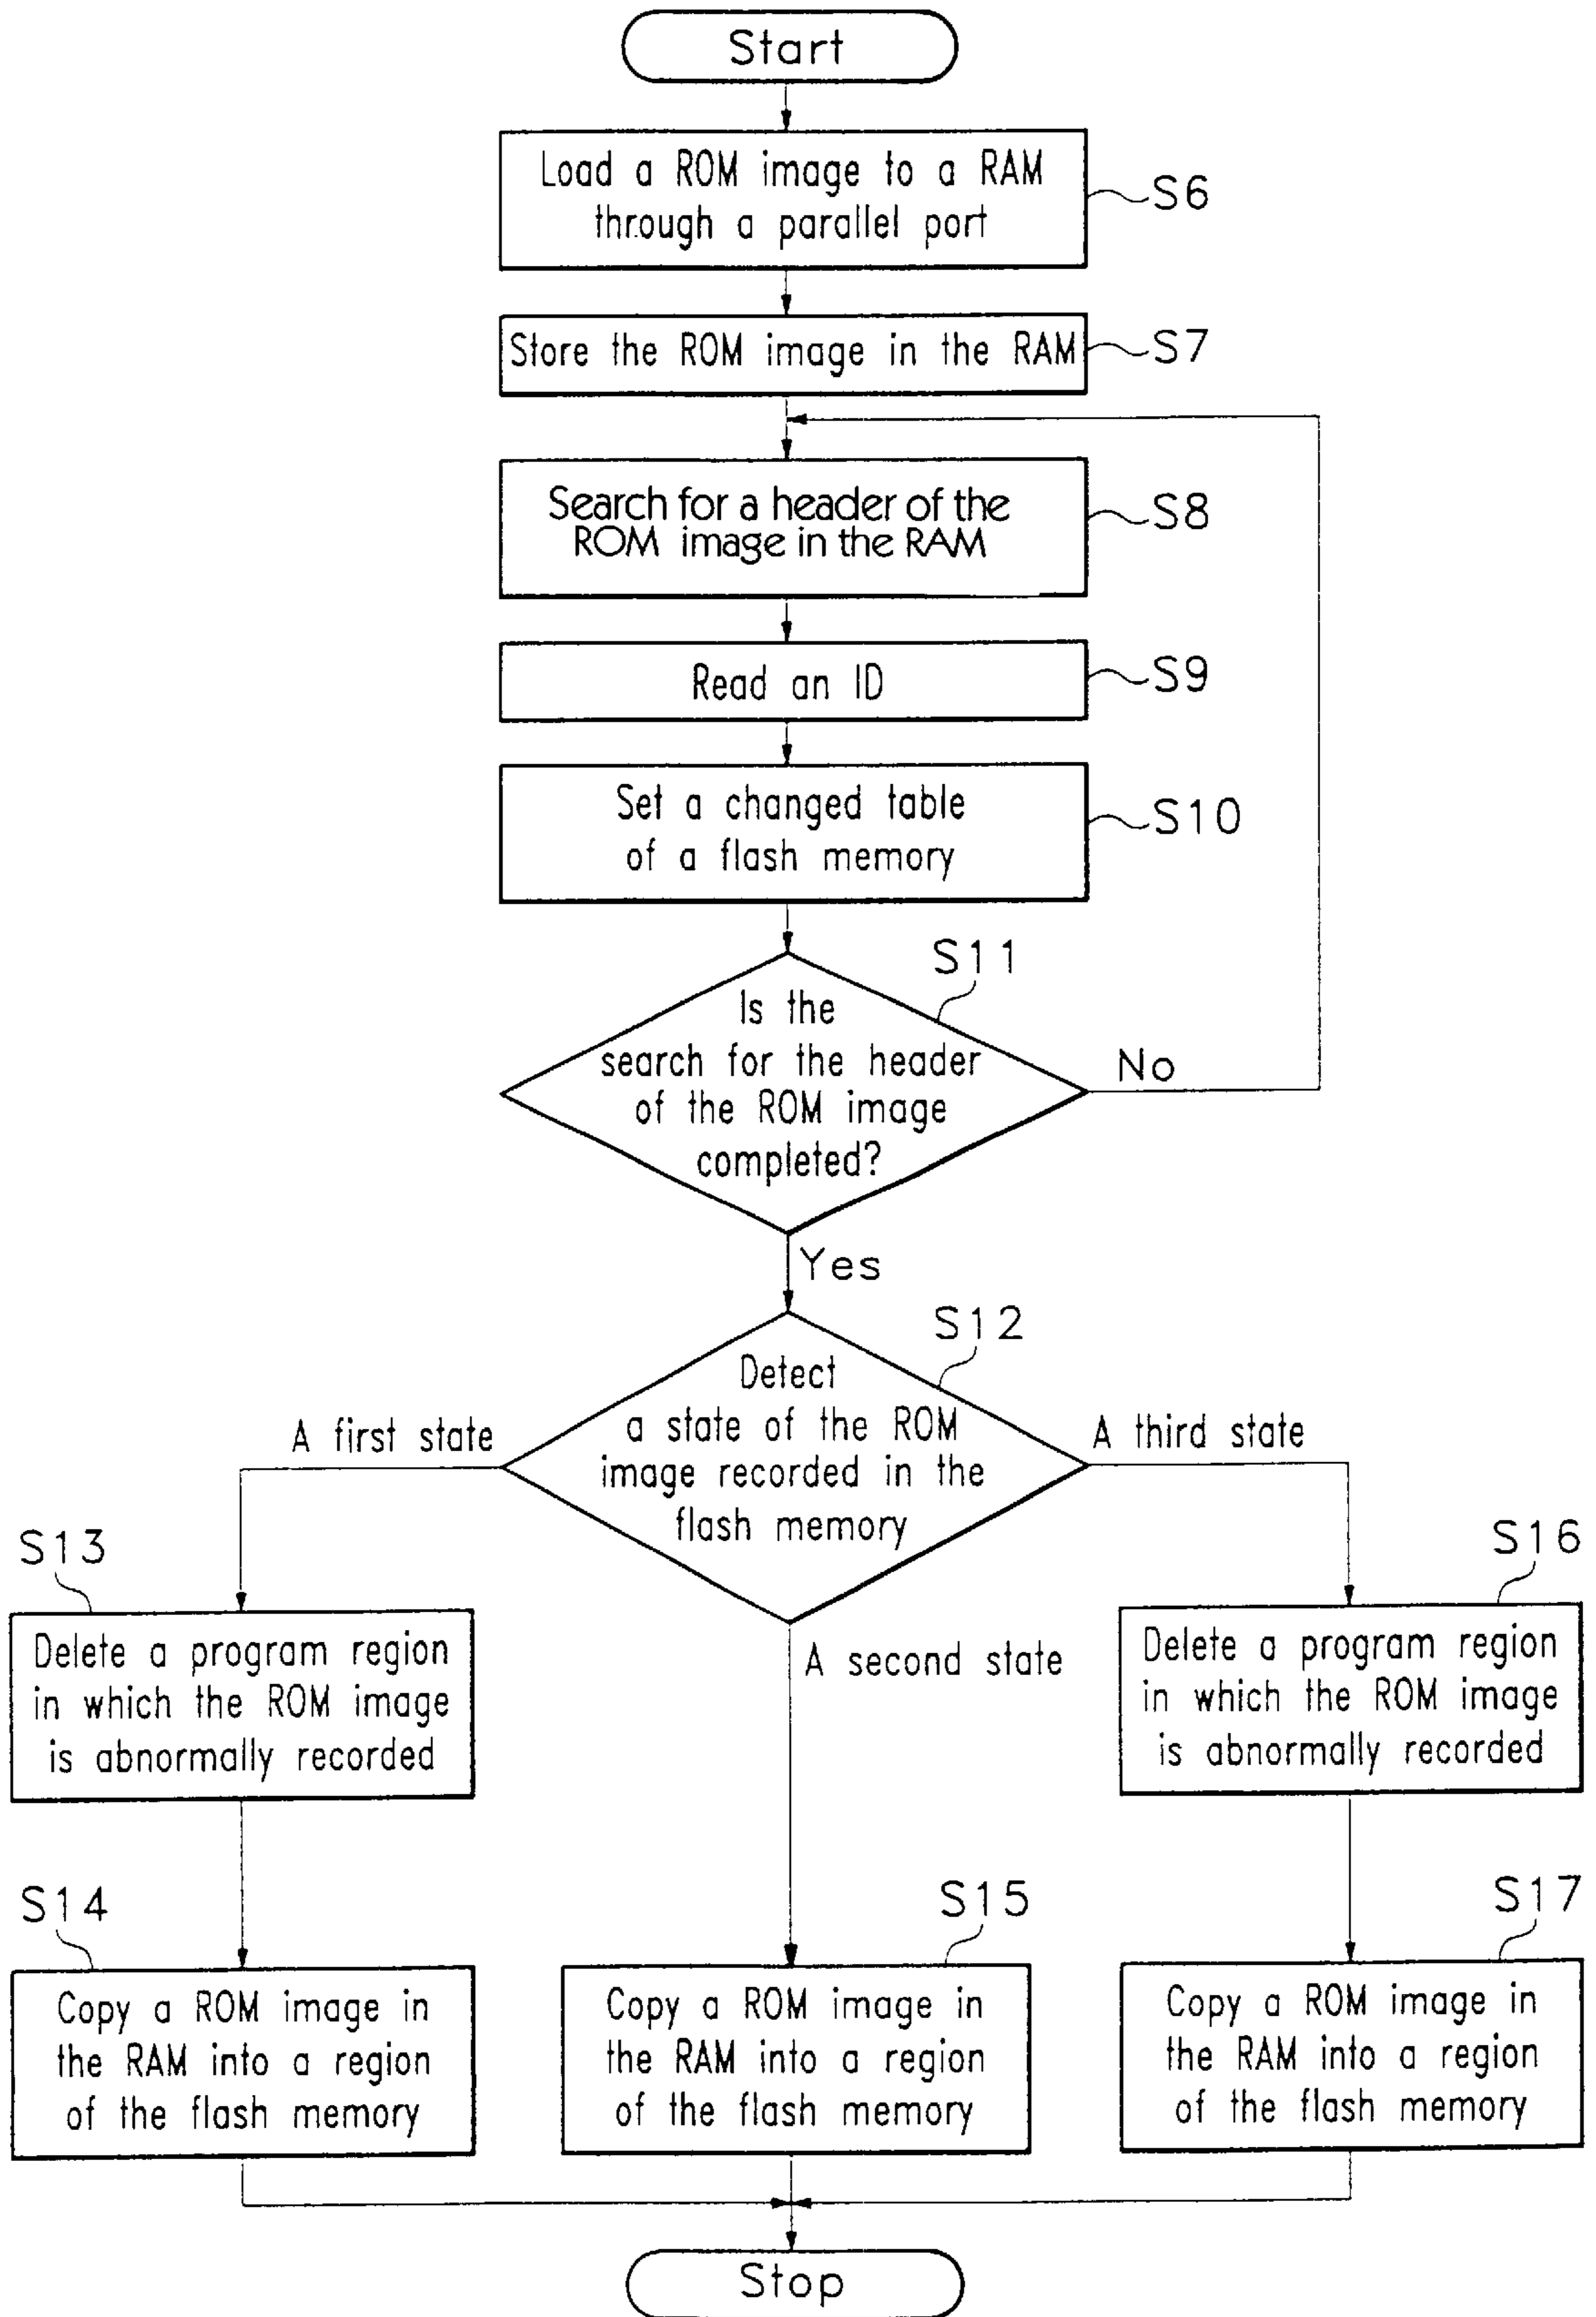 Start
Load a ROM image to a RAM
through a parallel port
S6
Store the ROM image in the RAM
S7
Search for a header of the
ROM image in the RAM
S8
Read an ID
S9
Set a changed table
of a flash memory
S10
S11
Is the
search for the header
of the ROM image
completed?
No
Yes
S12
Detect
a state of the ROM
image recorded in the
flash memory
A first state
A third state
A second state
S13
Delete a program region
in which the ROM image
is abnormally recorded
S16
Delete a program region
in which the ROM image
is abnormally recorded
S14
Copy a ROM image in
the RAM into a region
of the flash memory
S15
Copy a ROM image in
the RAM into a region
of the flash memory
S17
Copy a ROM image in
the RAM into a region
of the flash memory
Stop